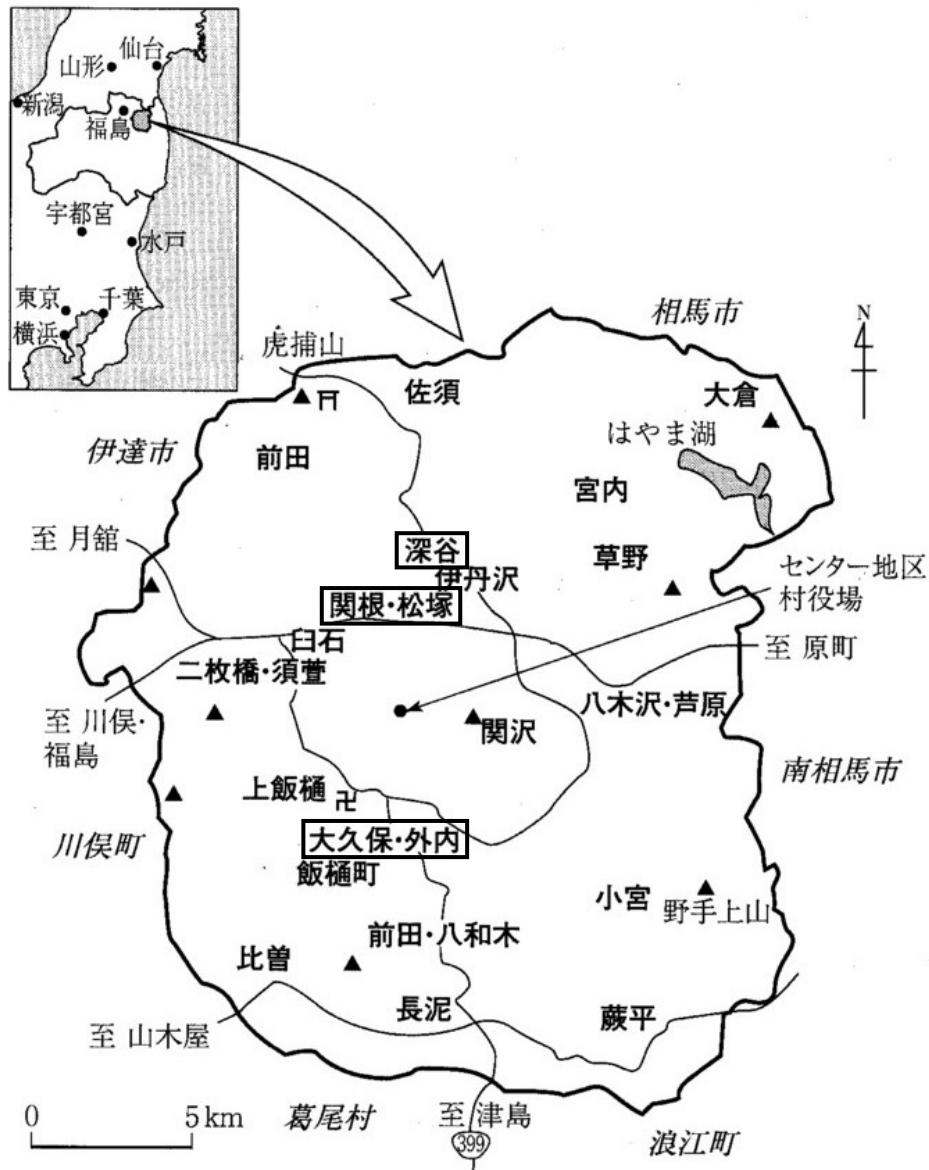 仙台
山形
新潟
福島
宇都宮
水戸
東京
千葉
横浜
相馬市
N
虎捕山
佐須
大倉
はやま湖
伊達市
前田
宮内
至 月舘
深谷
伊丹沢
草野
センター地区
村役場
関根・松塚
臼石
至 原町
二枚橋・須萱
八木沢・芦原
至 川俣・
福島
関沢
南相馬市
上飯樋
卍
川俣町
大久保・外内
飯樋町
小宮
野手上山
前田・八和木
比曽
長泥
蕨平
至 山木屋
0
5km
葛尾村
至 津島
399
浪江町